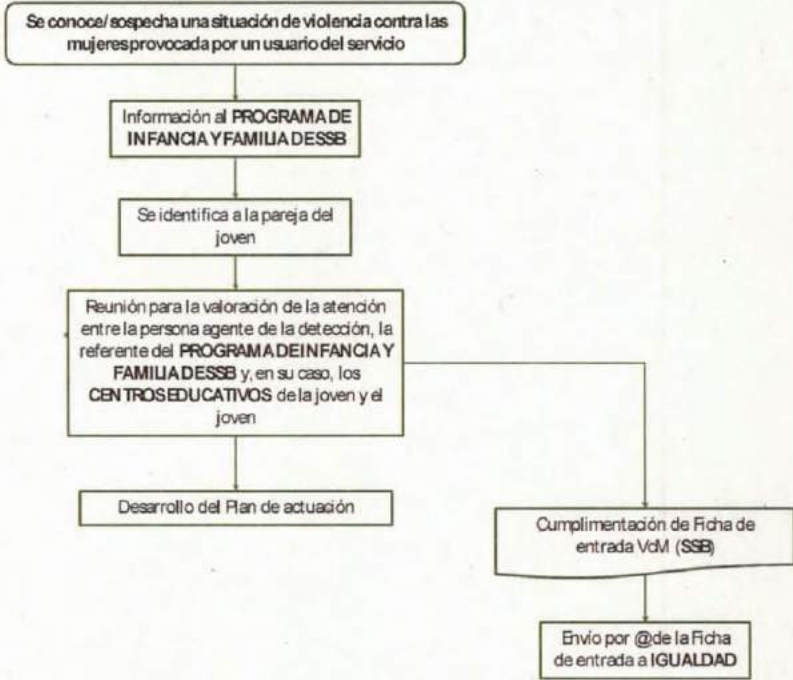 Se conoce/sospecha una situación de violencia contra las
mujeres provocada por un usuario del servicio
Información al PROGRAMA DE
INFANCIA Y FAMILIA DE SSB
Se identifica a la pareja del
joven
Reunión para la valoración de la atención
entre la persona agente de la detección, la
referente del PROGRAMA DE INFANCIA Y
FAMILIA DE SSB y, en su caso, los
CENTROS EDUCATIVOS de la joven y el
joven
Desarrollo del Plan de actuación
Cumplimentación de Ficha de
entrada VcM (SSB)
Envío por @ de la Ficha
de entrada a IGUALDAD